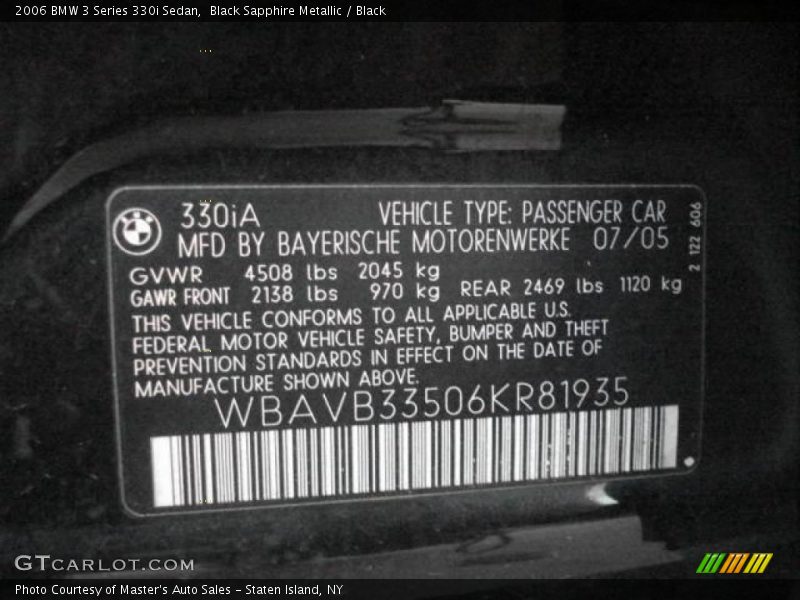 2006 BMW 3 Series 330i Sedan,  Black Sapphire Metallic / Black
330iA VEHICLE TYPE: PASSENGER CAR
MFD BY BAYERISCHE MOTORENWERKE 07/05
GVWR 4508 lbs 2045 kg
GAWR FRONT 2138 lbs 970 kg REAR 2469 lbs 1120 kg
THIS VEHICLE CONFORMS TO ALL APPLICABLE U.S.
FEDERAL MOTOR VEHICLE SAFETY, BUMPER AND THEFT
PREVENTION STANDARDS IN EFFECT ON THE DATE OF
MANUFACTURE SHOWN ABOVE.
WBAVB33506KR81935
2 122 606
GTCARLOT.COM
Photo Courtesy of Master's Auto Sales - Staten Island, NY